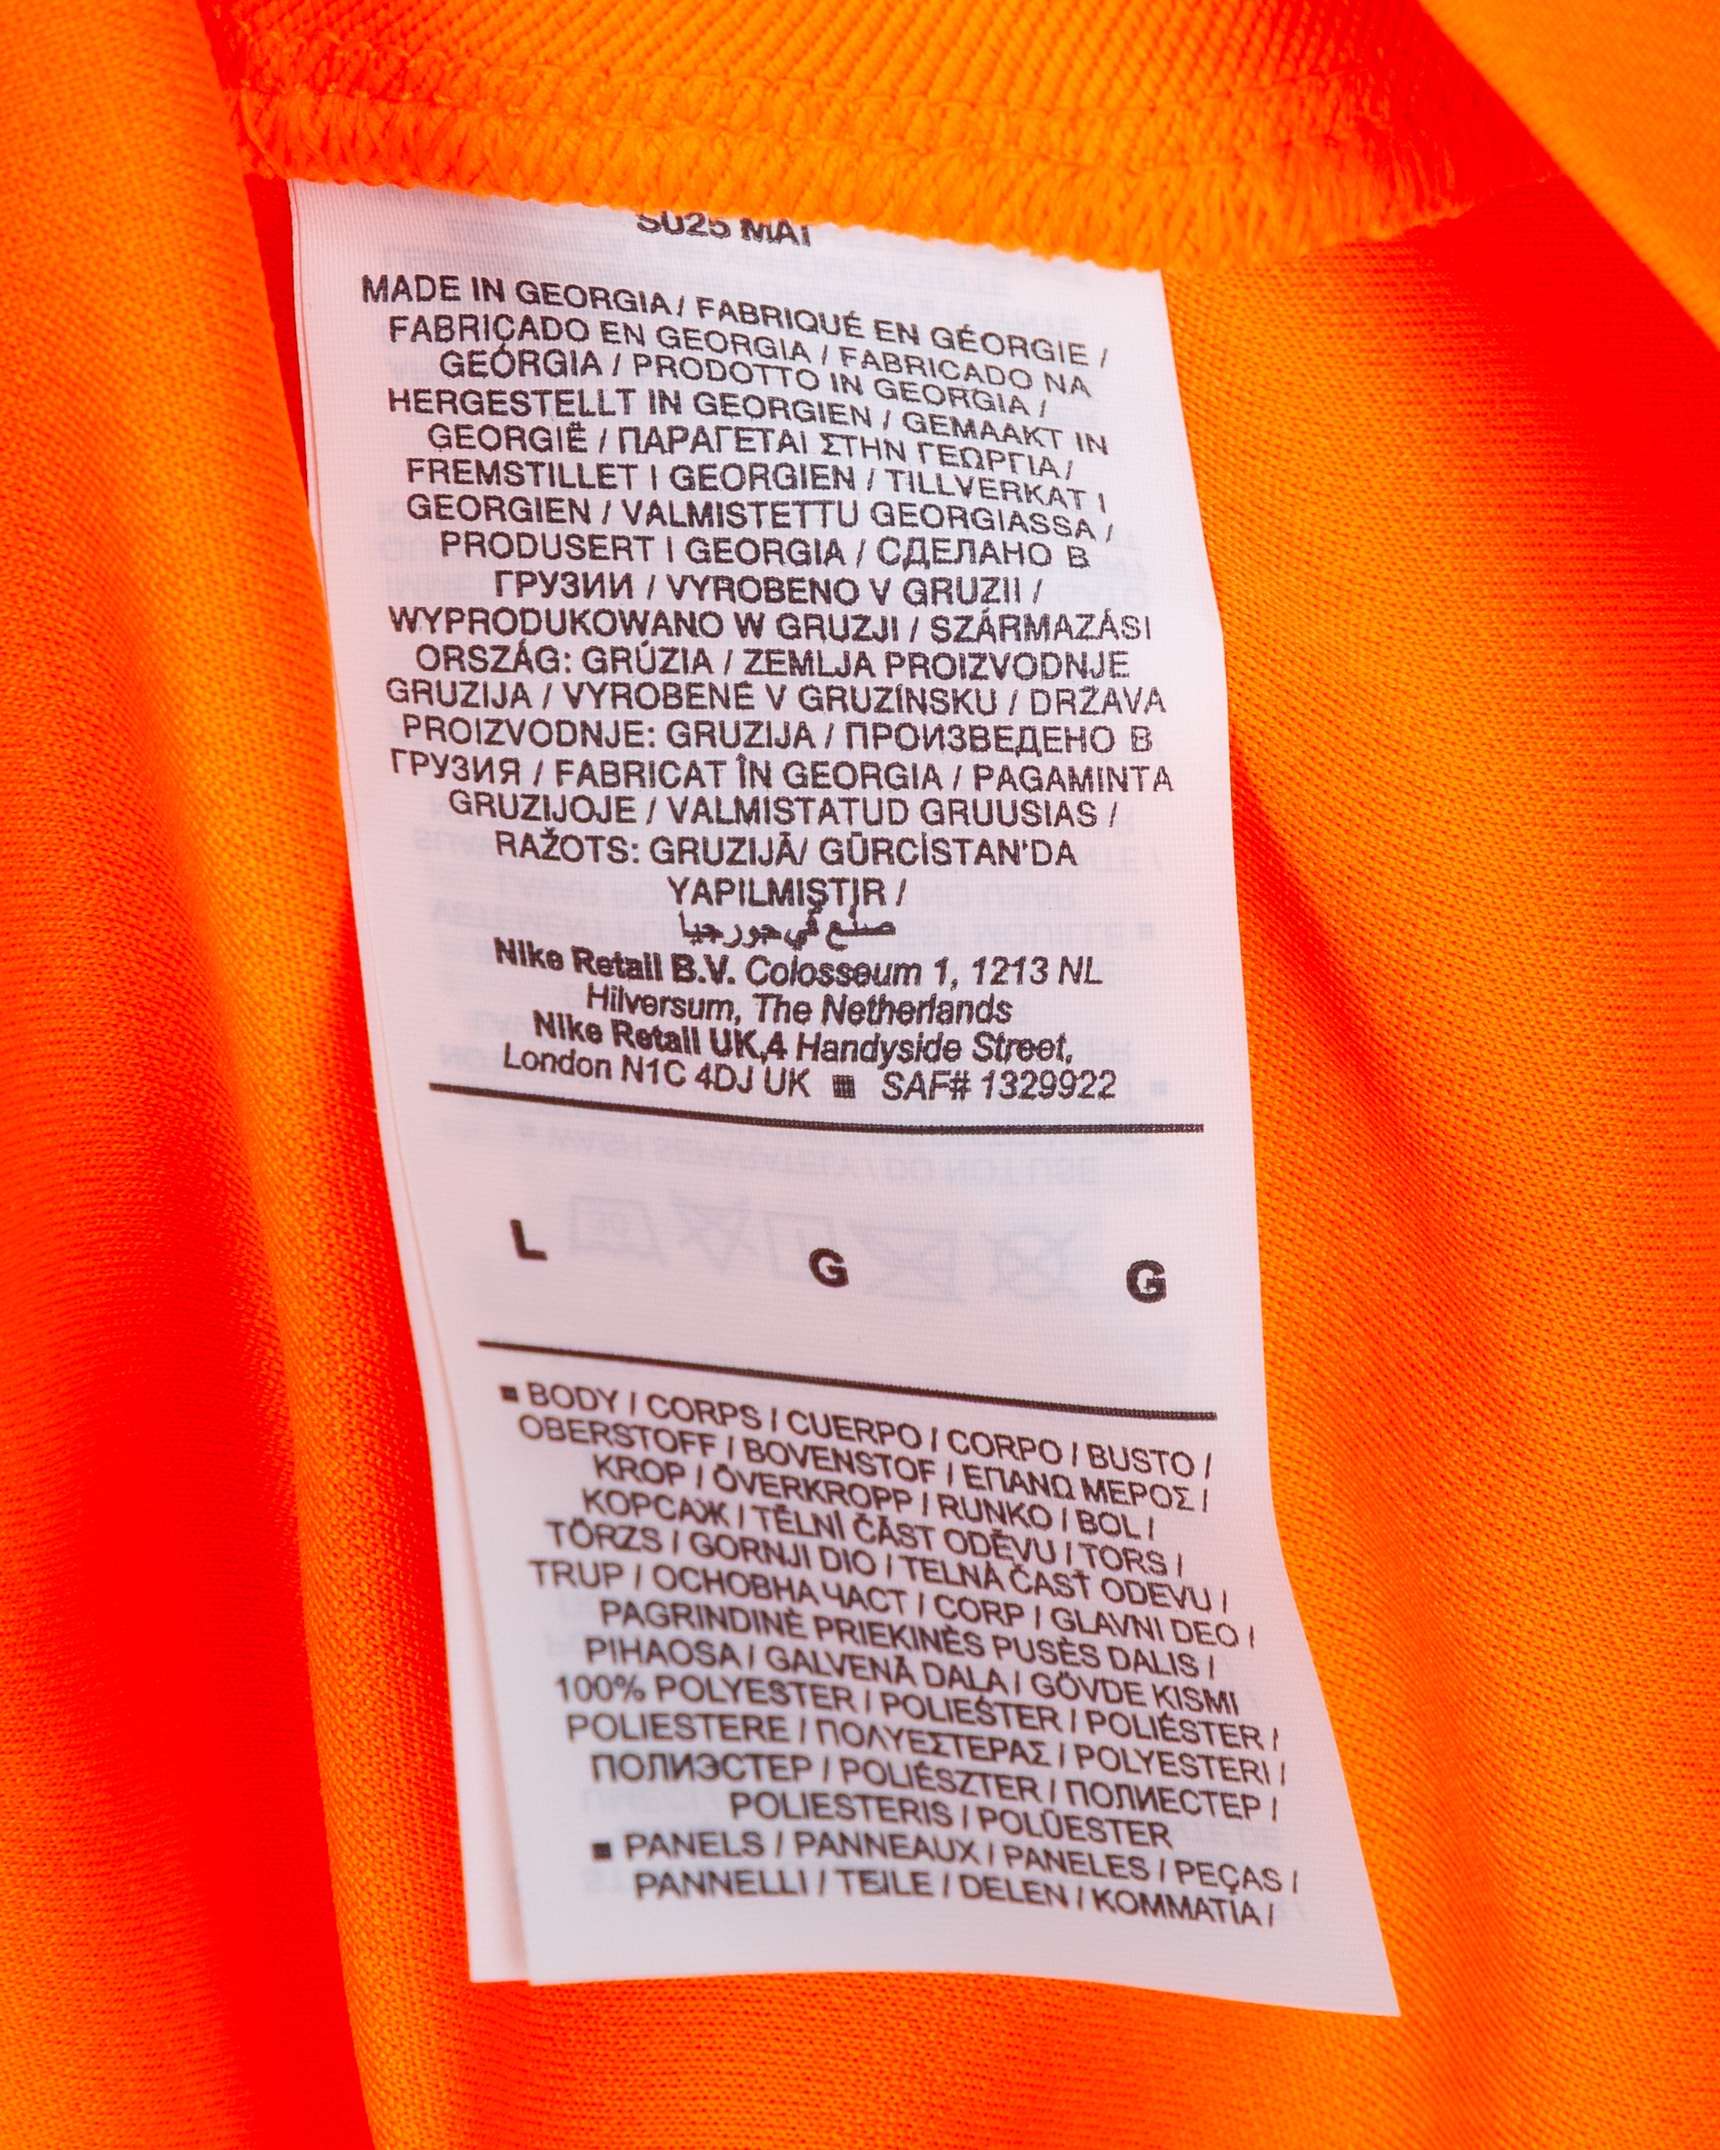 SU25 MAT
MADE IN GEORGIA / FABRIQUÉ EN GÉORGIE /
FABRIÇADO EN GEORGIA / FABRICADO NA
GEÓRGIA / PRODOTTO IN GEORGIA /
HERGESTELLT IN GEORGIEN / GEMAAKT IN
GEORGIË / ΠΑΡΑΓΕΤΑΙ ΣΤΗΝ ΓΕΩΡΓΙΑ /
FREMSTILLET I GEORGIEN / TILLVERKAT I
GEORGIEN / VALMISTETTU GEORGIASSA /
PRODUSERT I GEORGIA / СДЕЛАНО В
ГРУЗИИ / VYROBENO V GRUZII /
WYPRODUKOWANO W GRUZJI / SZÁRMAZÁSI
ORSZÁG: GRÚZIA / ZEMLJA PROIZVODNJE
GRUZIJA / VYROBENÉ V GRUZÍNSKU / DRŽAVA
PROIZVODNJE: GRUZIJA / ПРОИЗВЕДЕНО В
ГРУЗИЯ / FABRICAT ÎN GEORGIA / PAGAMINTA
GRUZIJOJE / VALMISTATUD GRUUSIAS /
RAŽOTS: GRUZIJĀ/ GÜRCİSTAN'DA
YAPILMIŞTIR /
صنع في جورجيا
Nike Retail B.V. Colosseum 1, 1213 NL
Hilversum, The Netherlands
Nike Retail UK,4 Handyside Street,
London N1C 4DJ UK ■ SAF# 1329922
L G G
■ BODY / CORPS / CUERPO / CORPO / BUSTO /
OBERSTOFF / BOVENSTOF / ΕΠΑΝΩ ΜΕΡΟΣ /
KROP / ÖVERKROPP / RUNKO / BOL /
КОРСАЖ / TĚLNÍ ČÁST ODĚVU / TORS /
TÖRZS / GORNJI DIO / TELNÁ ČASŤ ODEVU /
TRUP / ОСНОВНА ЧАСТ / CORP / GLAVNI DEO /
PAGRINDINĖ PRIEKINĖS PUSĖS DALIS /
PIHAOSA / GALVENĀ DALA / GÖVDE KISMI
100% POLYESTER / POLIEŚTER / POLIÉSTER /
POLIESTERE / ΠΟΛΥΕΣΤΕΡΑΣ / POLYESTERI /
ПОЛИЭСТЕР / POLIÉSZTER / ПОЛИЕСТЕР /
POLIESTERIS / POLÜESTER
■ PANELS / PANNEAUX / PANELES / PEÇAS /
PANNELLI / TEILE / DELEN / ΚΟΜΜΑΤΙΑ /